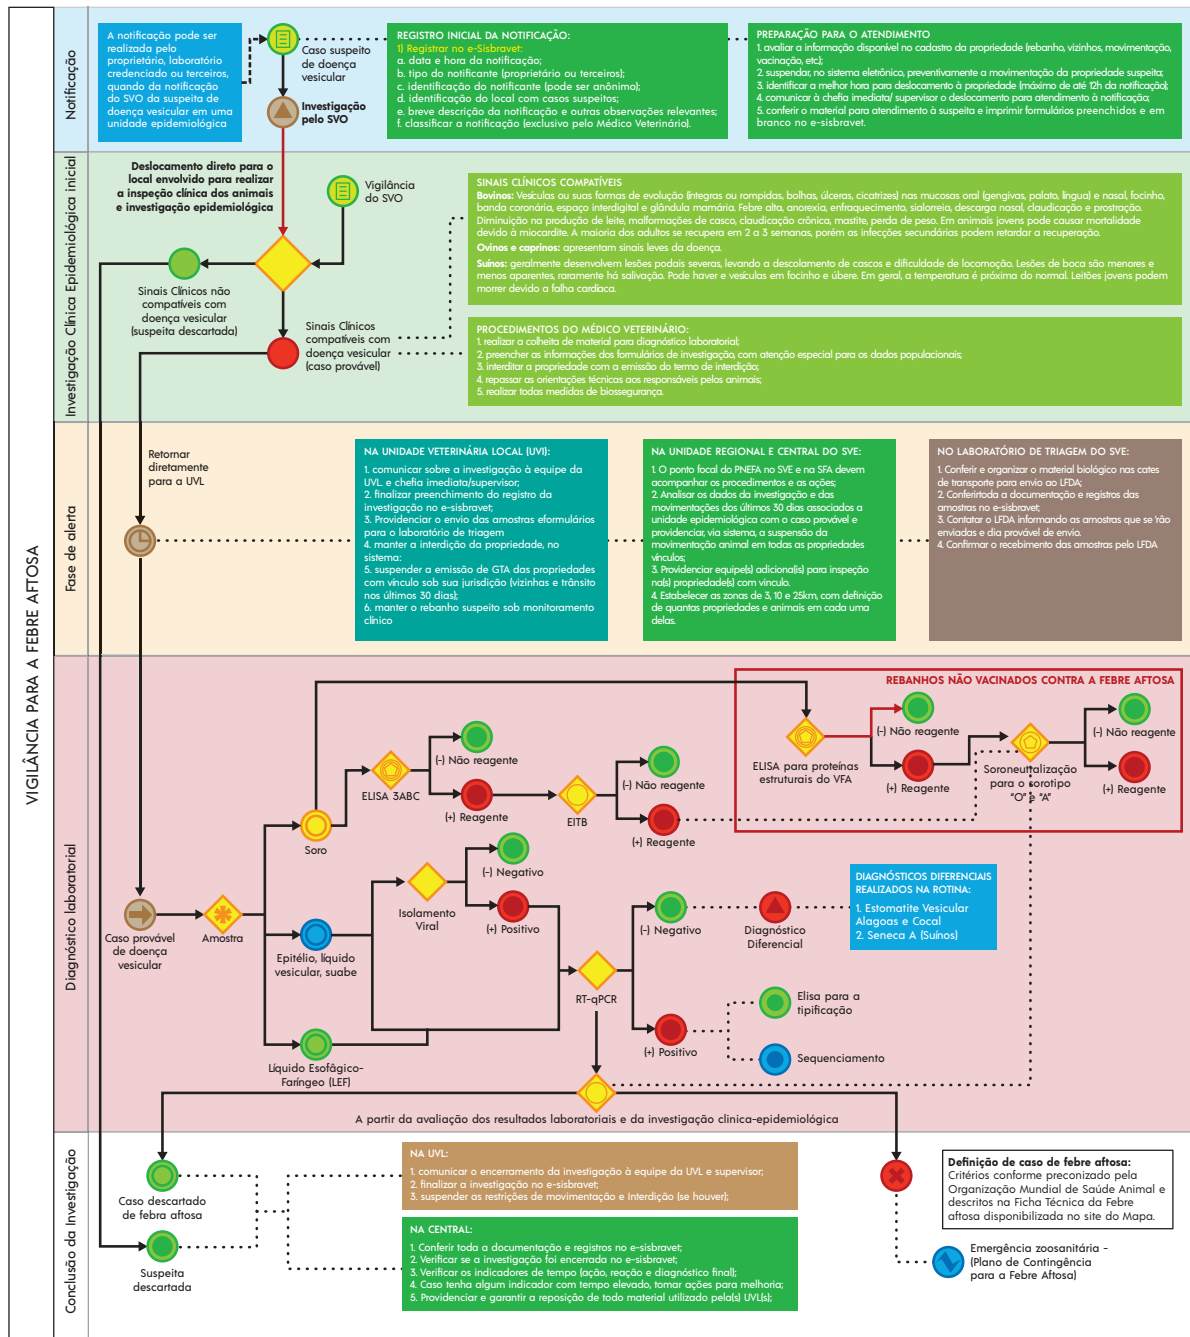 VIGILÂNCIA PARA A FEBRE AFTOSA
Notificação
A notificação pode ser
realizada pelo
proprietário, laboratório
credenciado ou terceiros,
quando da notificação
do SVO da suspeita de
doença vesicular em uma
unidade epidemiológica
Caso suspeito
de doença
vesicular
Investigação
pelo SVO
REGISTRO INICIAL DA NOTIFICAÇÃO:
1) Registrar no e-Sisbravet:
a. data e hora da notificação;
b. tipo do notificante (proprietário ou terceiros);
c. identificação do notificante (pode ser anônimo);
d. identificação do local com casos suspeitos;
e. breve descrição da notificação e outras observações relevantes;
f. classificar a notificação (exclusivo pelo Médico Veterinário).
PREPARAÇÃO PARA O ATENDIMENTO
1. avaliar a informação disponível no cadastro da propriedade (rebanho, vizinhos, movimentação,
vacinação, etc.);
2. suspendar, no sistema eletrônico, preventivamente a movimentação da propriedade suspeita;
3. identificar a melhor hora para deslocamento à propriedade (máximo de até 12h da notificação);
4. comunicar à chefia imediata/ supervisor o deslocamento para atendimento à notificação;
5. conferir o material para atendimento à suspeita e imprimir formulários preenchidos e em
branco no e-sisbravet.
Investigação Clínica Epidemiológica inicial
Deslocamento direto para o
local envolvido para realizar
a inspeção clínica dos animais
e investigação epidemiológica
Vigilância
do SVO
Sinais Clínicos não
compatíveis com
doença vesicular
(suspeita descartada)
Sinais Clínicos
compatíveis com
doença vesicular
(caso provável)
SINAIS CLÍNICOS COMPATÍVEIS
Bovinos: Vesículas ou suas formas de evolução (íntegras ou rompidas, bolhas, úlceras, cicatrizes) nas mucosas oral (gengivas, palato, língua) e nasal, focinho,
banda coronária, espaço interdigital e glândula mamária. Febre alta, anorexia, enfraquecimento, sialorreia, descarga nasal, claudicação e prostração.
Diminuição na produção de leite, malformações de casco, claudicação crônica, mastite, perda de peso. Em animais jovens pode causar mortalidade
devido à miocardite. A maioria dos adultos se recupera em 2 a 3 semanas, porém as infecções secundárias podem retardar a recuperação.
Ovinos e caprinos: apresentam sinais leves da doença.
Suínos: geralmente desenvolvem lesões podais severas, levando a descolamento de cascos e dificuldade de locomoção. Lesões de boca são menores e
menos aparentes, raramente há salivação. Pode haver e vesículas em focinho e úbere. Em geral, a temperatura é próxima do normal. Leitões jovens podem
morrer devido a falha cardíaca.
PROCEDIMENTOS DO MÉDICO VETERINÁRIO:
1. realizar a colheita de material para diagnóstico laboratorial;
2. preencher as informações dos formulários de investigação, com atenção especial para os dados populacionais;
3. interditar a propriedade com a emissão do termo de interdição;
4. repassar as orientações técnicas aos responsáveis pelos animais;
5. realizar todas medidas de biossegurança.
Fase de alerta
Retornar
diretamente
para a UVL
NA UNIDADE VETERINÁRIA LOCAL (UVl):
1. comunicar sobre a investigação à equipe da
UVL. e chefia imediata/supervisor;
2. finalizar preenchimento do registro da
investigação no e-sisbravet;
3. Providenciar o envio das amostras eformulários
para o laboratório de triagem
4. manter a interdição da propriedade, no
sistema;
5. suspender a emissão de GTA das propriedades
com vínculo sob sua jurisdição (vizinhas e trânsito
nos últimos 30 dias);
6. manter o rebanho suspeito sob monitoramento
clínico
NA UNIDADE REGIONAL E CENTRAL DO SVE:
1. O ponto focal do PNEFA no SVE e na SFA devem
acompanhar os procedimentos e as ações;
2. Analisar os dados da investigação e das
movimentações dos últimos 30 dias associados a
unidade epidemiológica com o caso provável e
providenciar, via sistema, a suspensão da
movimentação animal em todas as propriedades
vínculos;
3. Providenciar equipe(s) adiciona(is) para inspeção
na(s) propriedade(s) com vinculo.
4. Estabelecer as zonas de 3, 10 e 25km, com definição
de quantas propriedades e animais em cada uma
delas.
NO LABORATÓRIO DE TRIAGEM DO SVE:
1. Conferir e organizar o material biológico nas cates
de transporte para envio ao LFDA;
2. Conferirtoda a documentação e registros das
amostras no e-sisbravet;
3. Contatar o LFDA informando as amostras que se 'rão
enviadas e dia provável de envio.
4. Confirmar o recebimento das amostras pelo LFDA
Diagnóstico laboratorial
REBANHOS NÃO VACINADOS CONTRA A FEBRE AFTOSA
ELISA para proteínas
estruturais do VFA
(-) Não reagente
(+) Reagente
Soroneutralização
para o sorotipo
"O" e "A"
(-) Não reagente
(+) Reagente
ELISA 3ABC
(-) Não reagente
(+) Reagente
EITB
(-) Não reagente
(+) Reagente
Soro
Isolamento
Viral
(-) Negativo
(+) Positivo
Caso provável
de doença
vesicular
Amostra
Epitélio, líquido
vesicular, suabe
Líquido Esofâgico-
Faríngeo (LEF)
RT-qPCR
(-) Negativo
(+) Positivo
Diagnóstico
Diferencial
DIAGNÓSTICOS DIFERENCIAIS
REALIZADOS NA ROTINA:
1. Estomatite Vesicular
Alagoas e Cocal
2. Seneca A (Suínos)
Elisa para a
tipificação
Sequenciamento
A partir da avaliação dos resultados laboratoriais e da investigação clinica-epidemiológica
Conclusão da Investigação
Caso descartado
de febra aftosa
Suspeita
descartada
NA UVL:
1. comunicar o encerramento da investigação à equipe da UVL e supervisor;
2. finalizar a investigação no e-sisbravet;
3. suspender as restrições de movimentação e Interdição (se houver);
NA CENTRAL:
1. Conferir toda a documentação e registros no e-sisbravet;
2. Verificar se a investigação foi encerrada no e-sisbravet;
3. Verificar os indicadores de tempo (ação, reação e diagnóstico final);
4. Caso tenha algum indicador com tempo elevado, tomar ações para melhoria;
5. Providenciar e garantir a reposição de todo material utilizado pela(s) UVL(s);
Definição de caso de febre aftosa:
Critérios conforme preconizado pela
Organização Mundial de Saúde Animal e
descritos na Ficha Técnica da Febre
aftosa disponibilizada no site do Mapa.
Emergência zoosanitária -
(Plano de Contingência
para a Febre Aftosa)